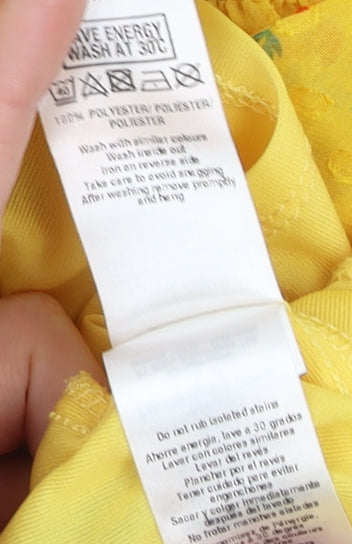 SAVE ENERGY
WASH AT 30C
40
100% POLYESTER/ POLIESTER/
POLIESTER
Wash with similar colours
Wash inside out
Iron on reverse side
Take care to avoid snagging
After washing remove promptly
and hang
Do not rub isolated stains
Ahorre energía, lave a 30 grados
Lavar con colores similares
Lavar del revés
Planchar por el revés
Tener cuidado para evitar
enganchones
Sacar y colgar inmediatamente
después del lavado
No frotar manchas aisladas